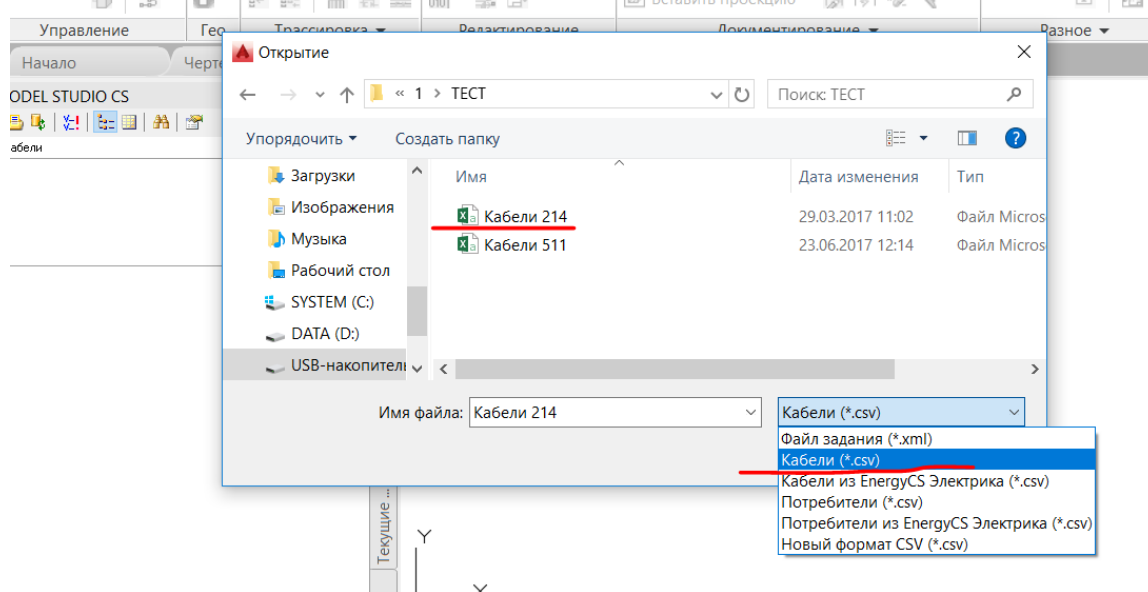 Вставить проекцию
Управление
Гео
Трассировка
Редактирование
Документирование
Разное
Начало
Черте
Открытие
ODEL STUDIO CS
« 1 > ТЕСТ
Поиск: ТЕСТ
абели
Упорядочить
Создать папку
Имя
Дата изменения
Тип
Загрузки
Изображения
Музыка
Рабочий стол
SYSTEM (C:)
DATA (D:)
USB-накопитель
Кабели 214
29.03.2017 11:02
Файл Micros
Кабели 511
23.06.2017 12:14
Файл Micros
Имя файла:
Кабели 214
Кабели (*.csv)
Файл задания (*.xml)
Кабели (*.csv)
Кабели из EnergyCS Электрика (*.csv)
Потребители (*.csv)
Потребители из EnergyCS Электрика (*.csv)
Новый формат CSV (*.csv)
Текущие ...
Y
X